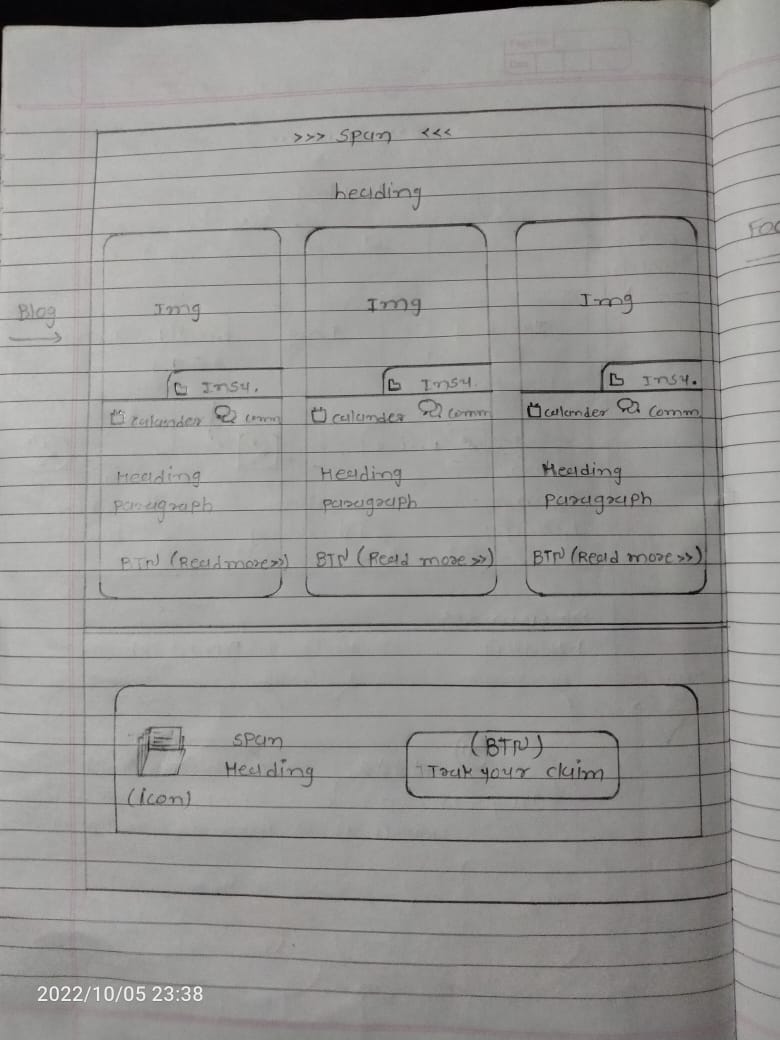 >>> Span <<<
heading
Blog
Img
Img
Img
Insu.
Insu.
Insu.
calander comm
calander comm
calander comm
Heading
Heading
Heading
paragraph
paragraph
paragraph
BTN (Read more >>)
BTN (Read more >>)
BTN (Read more >>)
Span
Heading
(icon)
(BTN)
Track your claim
2022/10/05 23:38